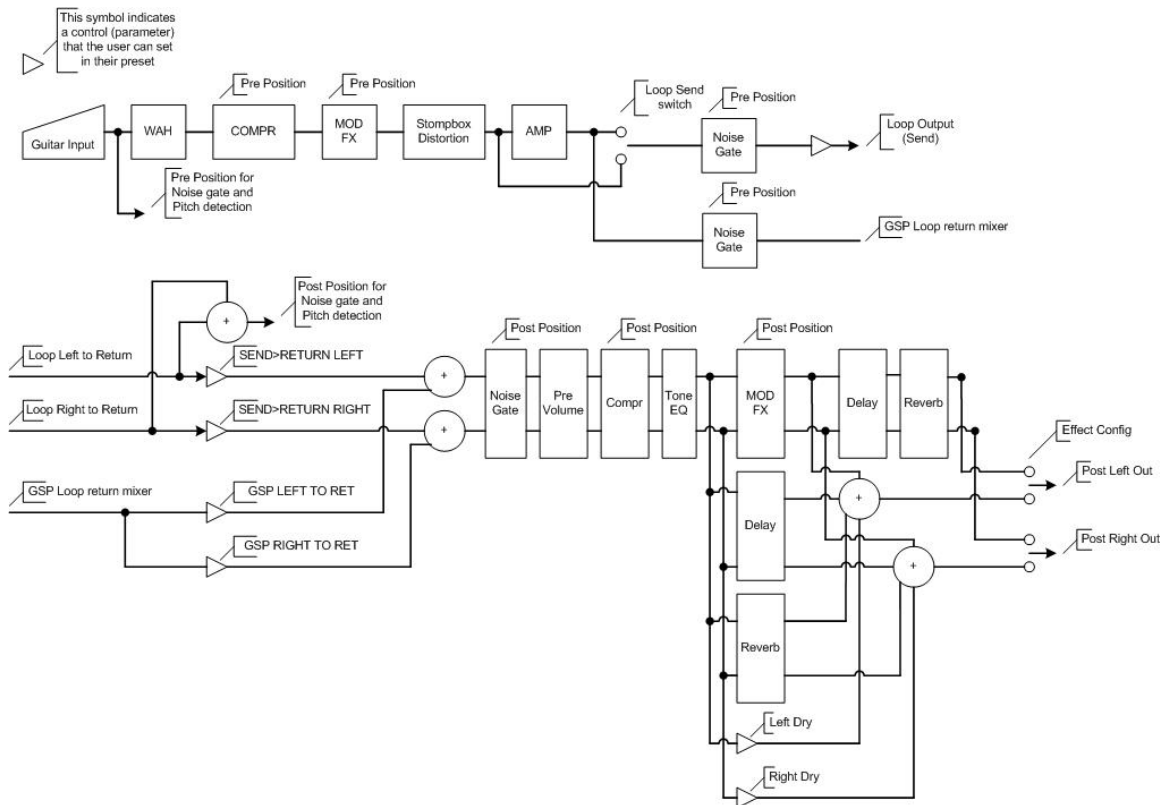 This symbol indicates
a control (parameter)
that the user can set
in their preset
Pre Position
Pre Position
Loop Send
switch
Pre Position
Guitar Input
WAH
COMPR
MOD
FX
Stompbox
Distortion
AMP
Noise
Gate
Loop Output
(Send)
Pre Position for
Noise gate and
Pitch detection
Pre Position
Noise
Gate
GSP Loop return mixer
Post Position for
Noise gate and
Pitch detection
+
Loop Left to Return
SEND>RETURN LEFT
Loop Right to Return
SEND>RETURN RIGHT
+
+
GSP Loop return mixer
GSP LEFT TO RET
GSP RIGHT TO RET
Post Position
Post Position
Post Position
Noise
Gate
Pre
Volume
Compr
Tone
EQ
MOD
FX
Delay
Reverb
Effect Config
Post Left Out
Post Right Out
Delay
+
+
Reverb
Left Dry
Right Dry